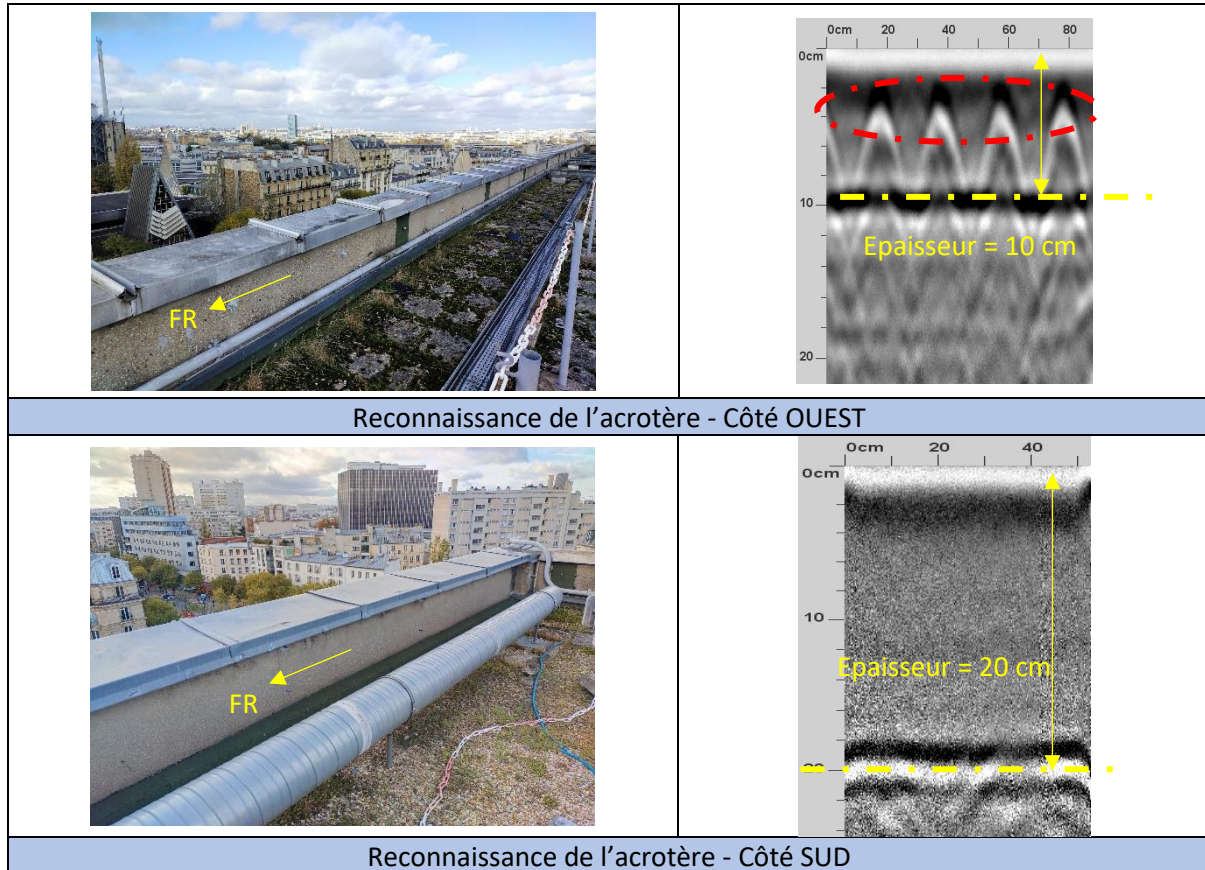 0cm 20 40 60 80
0cm
10
20
FR
Epaisseur = 10 cm
Reconnaissance de l’acrotère - Côté OUEST
0cm 20 40
0cm
10
20
FR
Epaisseur = 20 cm
Reconnaissance de l’acrotère - Côté SUD